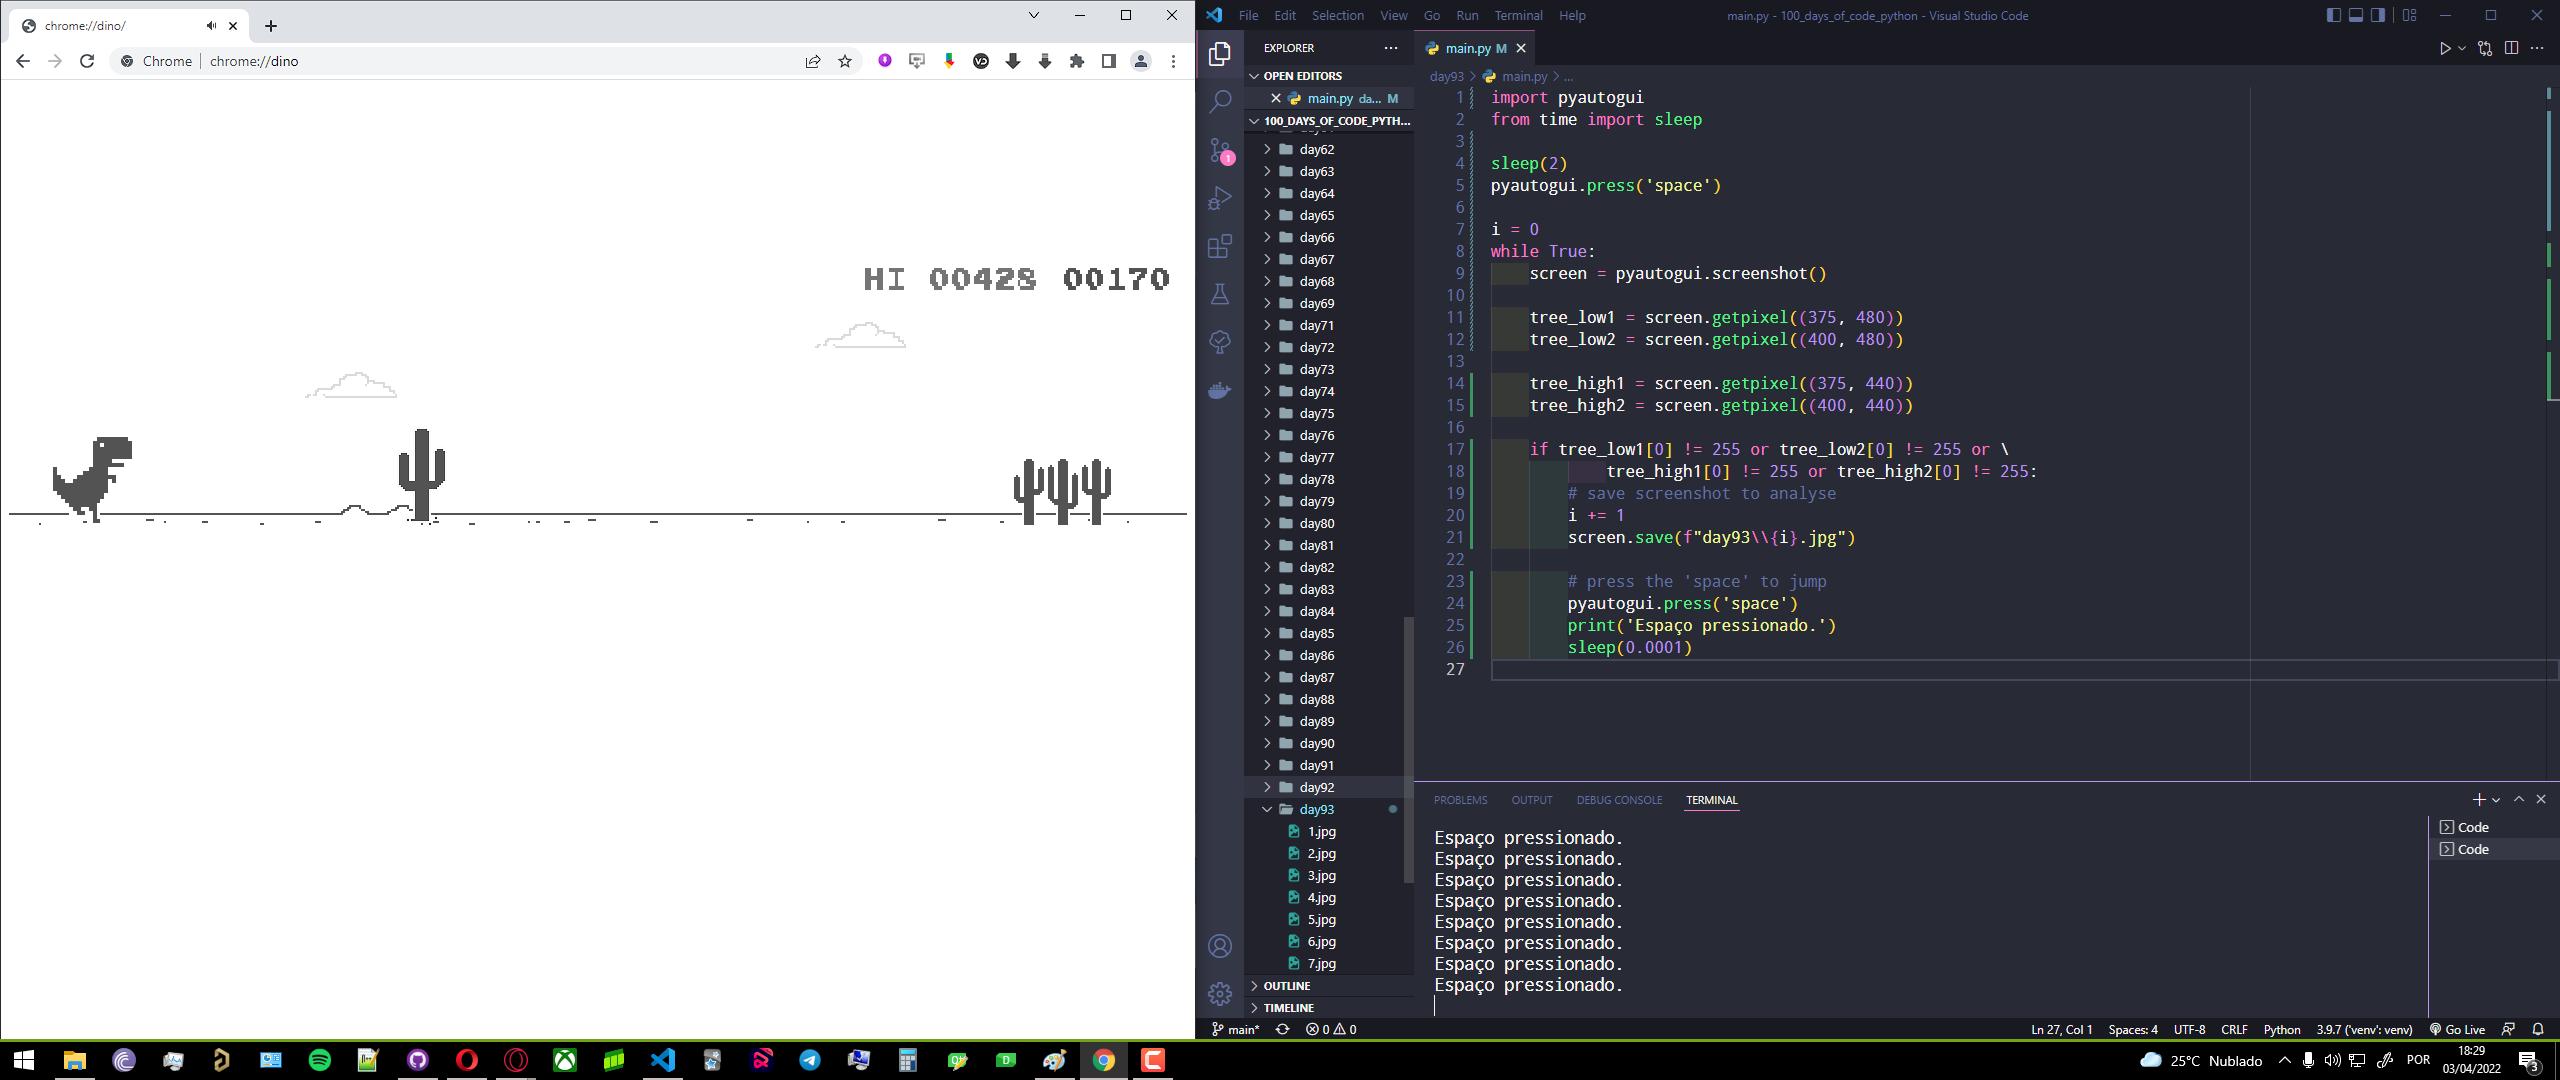 chrome://dino/
Chrome
chrome://dino
HI 00428 00170
File Edit Selection View Go Run Terminal Help
main.py - 100_days_of_code_python - Visual Studio Code
EXPLORER
OPEN EDITORS
main.py da... M
100_DAYS_OF_CODE_PYTH...
day62
day63
day64
day65
day66
day67
day68
day69
day71
day72
day73
day74
day75
day76
day77
day78
day79
day80
day81
day82
day83
day84
day85
day86
day87
day88
day89
day90
day91
day92
day93
1.jpg
2.jpg
3.jpg
4.jpg
5.jpg
6.jpg
7.jpg
OUTLINE
TIMELINE
1
main.py M
day93 > main.py > ...
1 import pyautogui
2 from time import sleep
3
4 sleep(2)
5 pyautogui.press('space')
6
7 i = 0
8 while True:
9 screen = pyautogui.screenshot()
10
11 tree_low1 = screen.getpixel((375, 480))
12 tree_low2 = screen.getpixel((400, 480))
13
14 tree_high1 = screen.getpixel((375, 440))
15 tree_high2 = screen.getpixel((400, 440))
16
17 if tree_low1[0] != 255 or tree_low2[0] != 255 or \
18 tree_high1[0] != 255 or tree_high2[0] != 255:
19 # save screenshot to analyse
20 i += 1
21 screen.save(f"day93\\{i}.jpg")
22
23 # press the 'space' to jump
24 pyautogui.press('space')
25 print('Espaço pressionado.')
26 sleep(0.0001)
27
PROBLEMS OUTPUT DEBUG CONSOLE TERMINAL
Espaço pressionado.
Espaço pressionado.
Espaço pressionado.
Espaço pressionado.
Espaço pressionado.
Espaço pressionado.
Espaço pressionado.
Espaço pressionado.
Code
Code
main* 0 0
Ln 27, Col 1 Spaces: 4 UTF-8 CRLF Python 3.9.7 ('venv': venv) Go Live
25°C Nublado
POR
18:29
03/04/2022
3